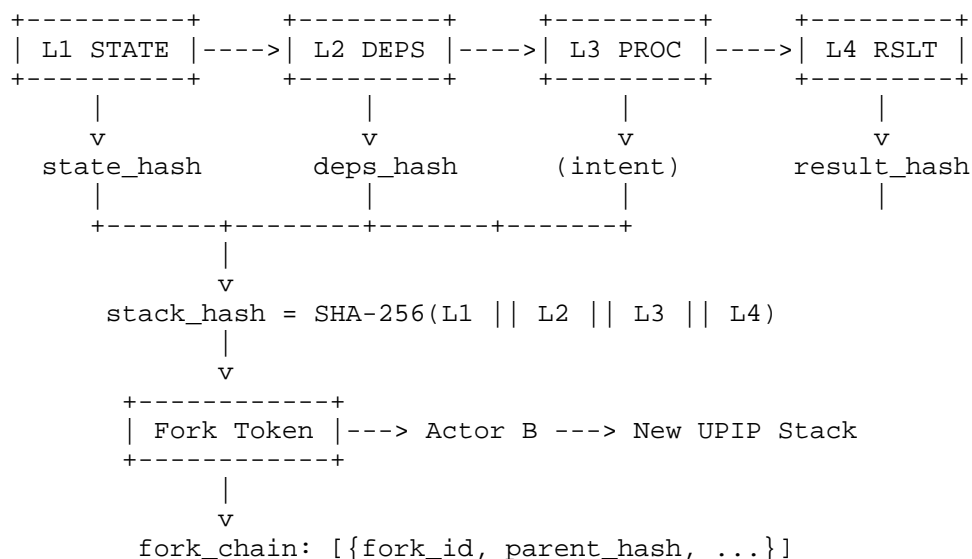 +----------+       +---------+       +---------+       +---------+
| L1 STATE |---->| L2 DEPS |---->| L3 PROC |---->| L4 RSLT |
+----------+       +---------+       +---------+       +---------+
|                    |                    |                    |
v                    v                    v                    v
state_hash         deps_hash        (intent)         result_hash
|                    |                    |                    |
+-------+--------+-------+-------+
|
v
stack_hash = SHA-256(L1 || L2 || L3 || L4)
|
v
+------------+
| Fork Token |---> Actor B ---> New UPIP Stack
+------------+
|
v
fork_chain: [{fork_id, parent_hash, ...}]